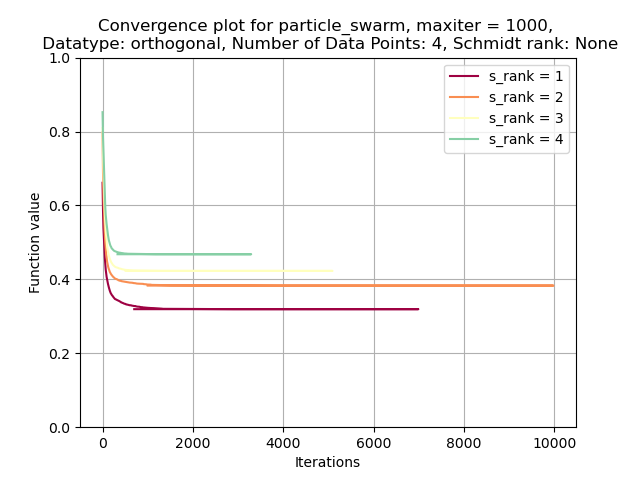 Convergence plot for particle_swarm, maxiter = 1000,
Datatype: orthogonal, Number of Data Points: 4, Schmidt rank: None
1.0
0.8
0.6
0.4
0.2
0.0
Function value
s_rank = 1
s_rank = 2
s_rank = 3
s_rank = 4
0 2000 4000 6000 8000 10000
Iterations